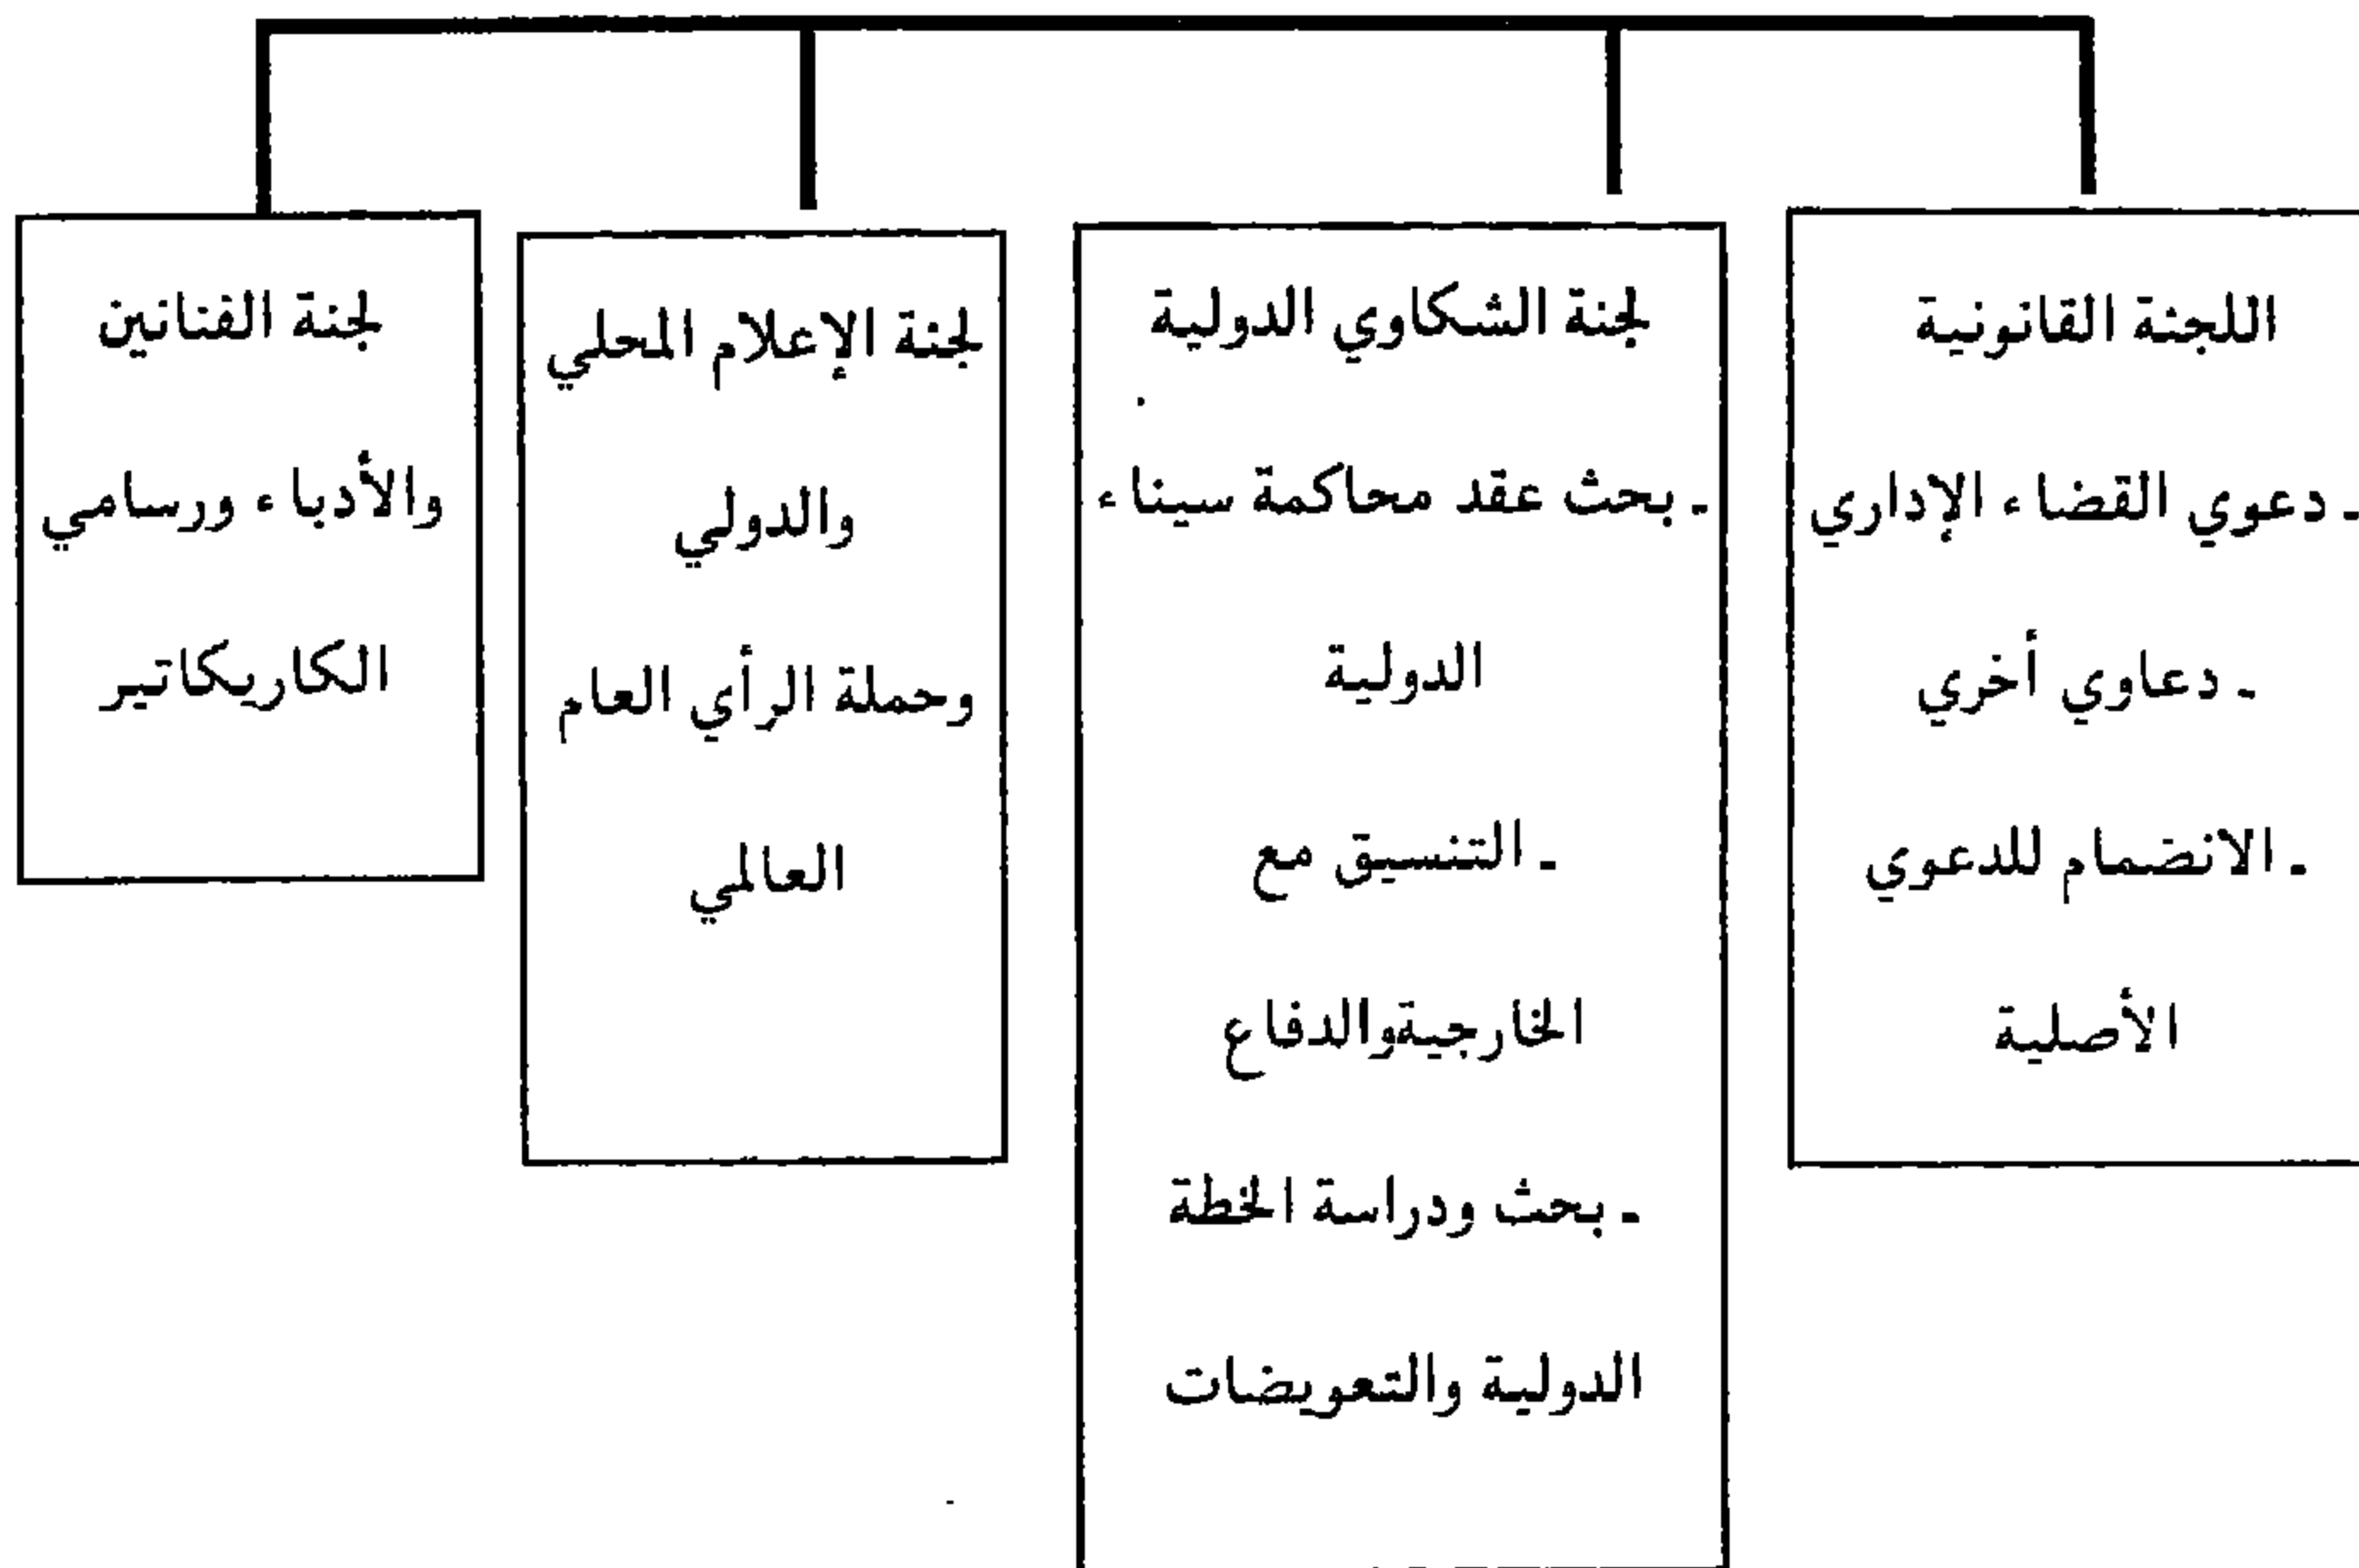 اللجنة القانونية
ـ دعوي القضاء الإداري
ـ دعاوي أخري
ـ الانضمام للدعوي
الأصلية
لجنة الشكاوي الدولية
ـ بحث عقد محاكمة سيناء
الدولية
ـ التنسيق مع
الخارجية والدفاع
ـ بحث ودراسة الخطة
الدولية والتعويضات
لجنة الإعلام المحلي
والدولي
وحملة الرأي العام
العالمي
لجنة الفنانين
والأدباء ورسامي
الكاريكاتير